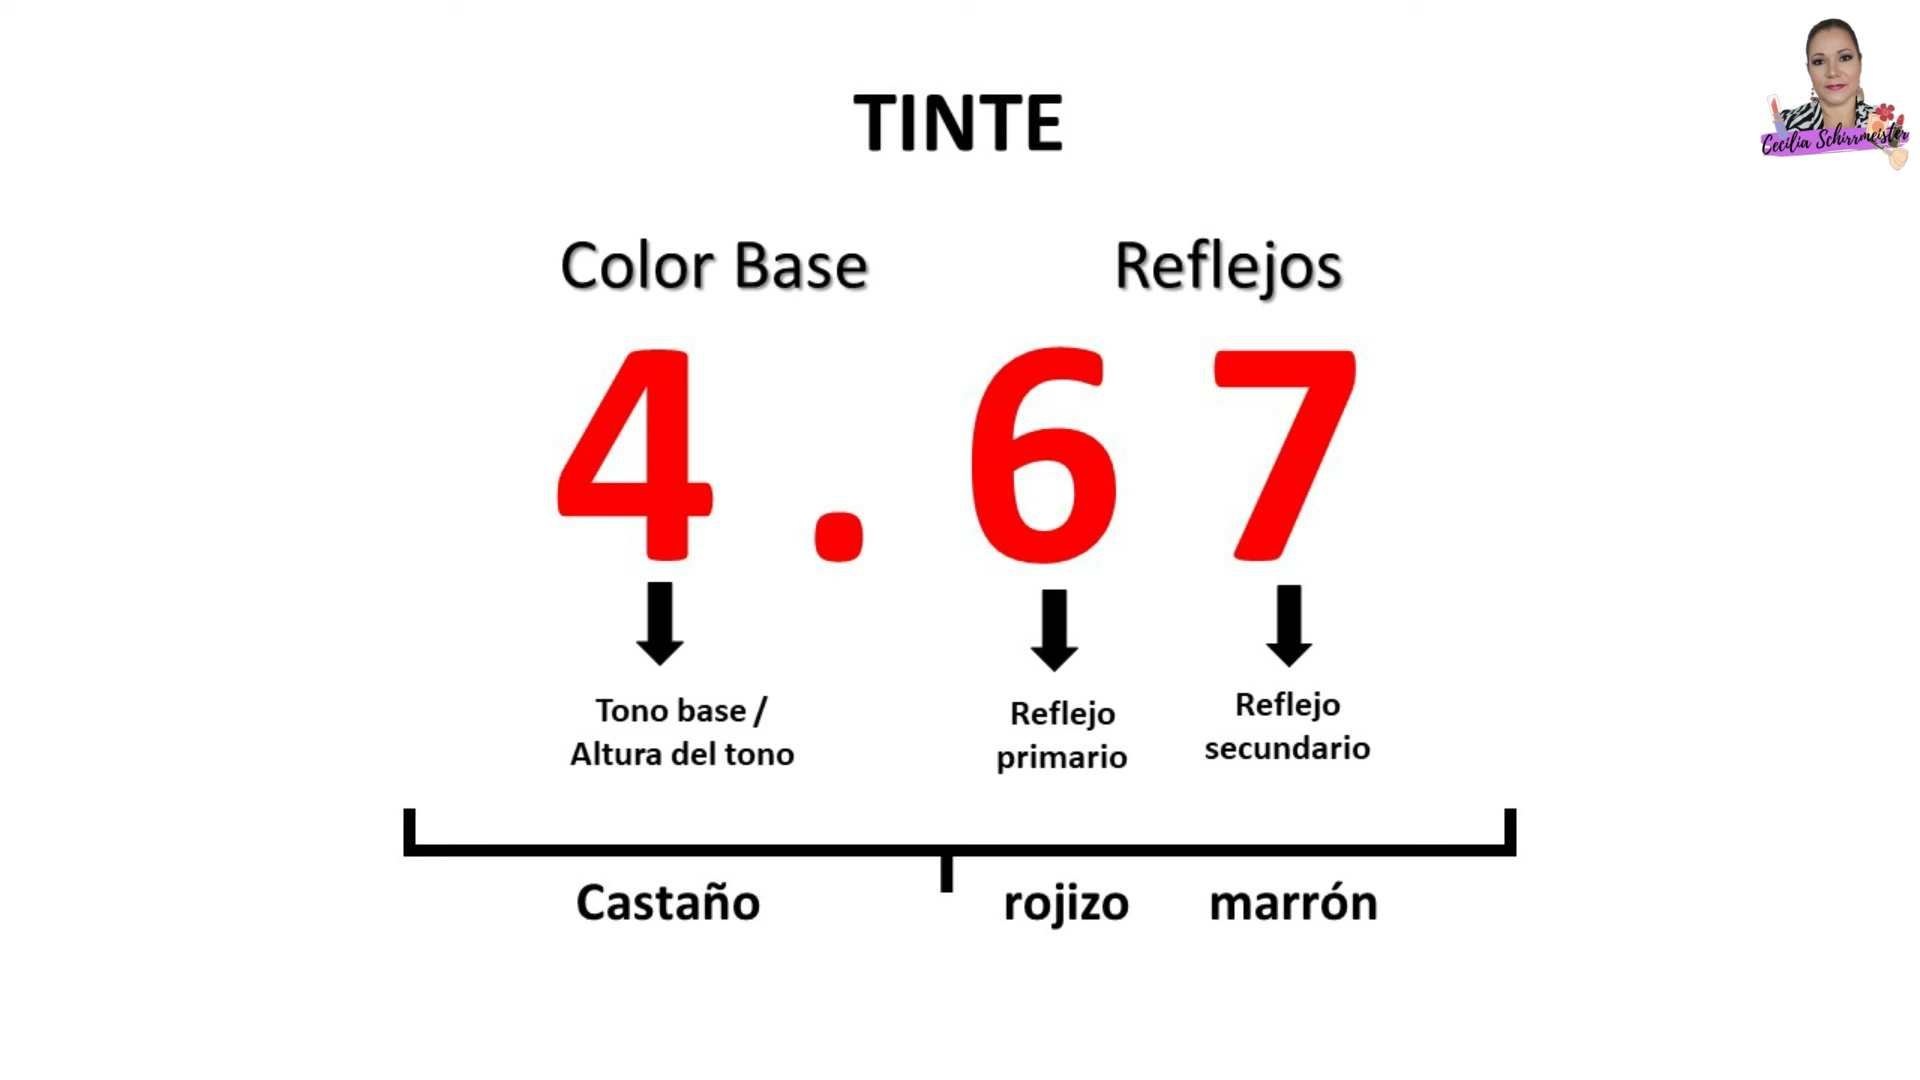 TINTE
Cecilia Schirrmeister
Color Base
Reflejos
4 . 6 7
Tono base /
Altura del tono
Reflejo
primario
Reflejo
secundario
Castaño
rojizo
marrón